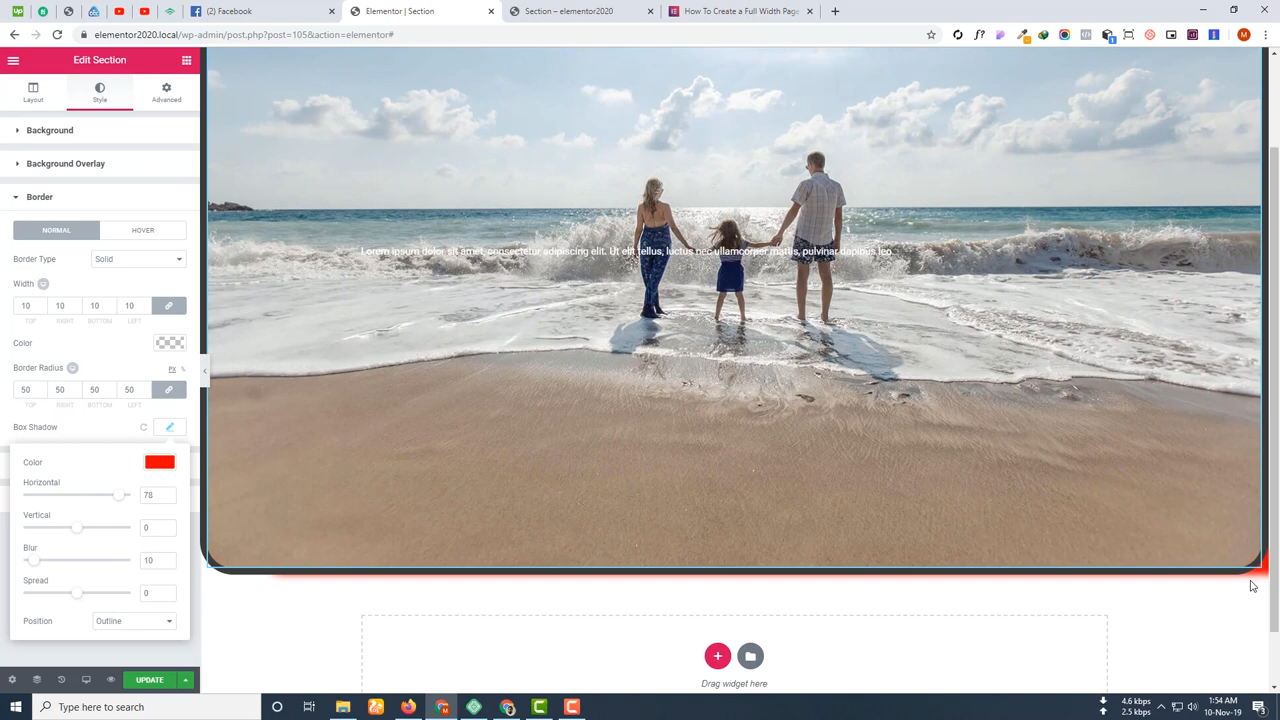 (2) Facebook
Elementor | Section
Section – elementor2020
How To Create a Full Width Page
elementor2020.local/wp-admin/post.php?post=105&action=elementor#
f?
M
Edit Section
Layout
Style
Advanced
Background
Background Overlay
Border
NORMAL
HOVER
Border Type
Solid
Width
10 10 10 10
TOP RIGHT BOTTOM LEFT
Color
Border Radius
PX %
50 50 50 50
TOP RIGHT BOTTOM LEFT
Box Shadow
Color
Horizontal
78
Vertical
0
Blur
10
Spread
0
Position
Outline
UPDATE
Lorem ipsum dolor sit amet, consectetur adipiscing elit. Ut elit tellus, luctus nec ullamcorper mattis, pulvinar dapibus leo.
Drag widget here
Type here to search
4.6 kbps
2.5 kbps
1:54 AM
10-Nov-19
3